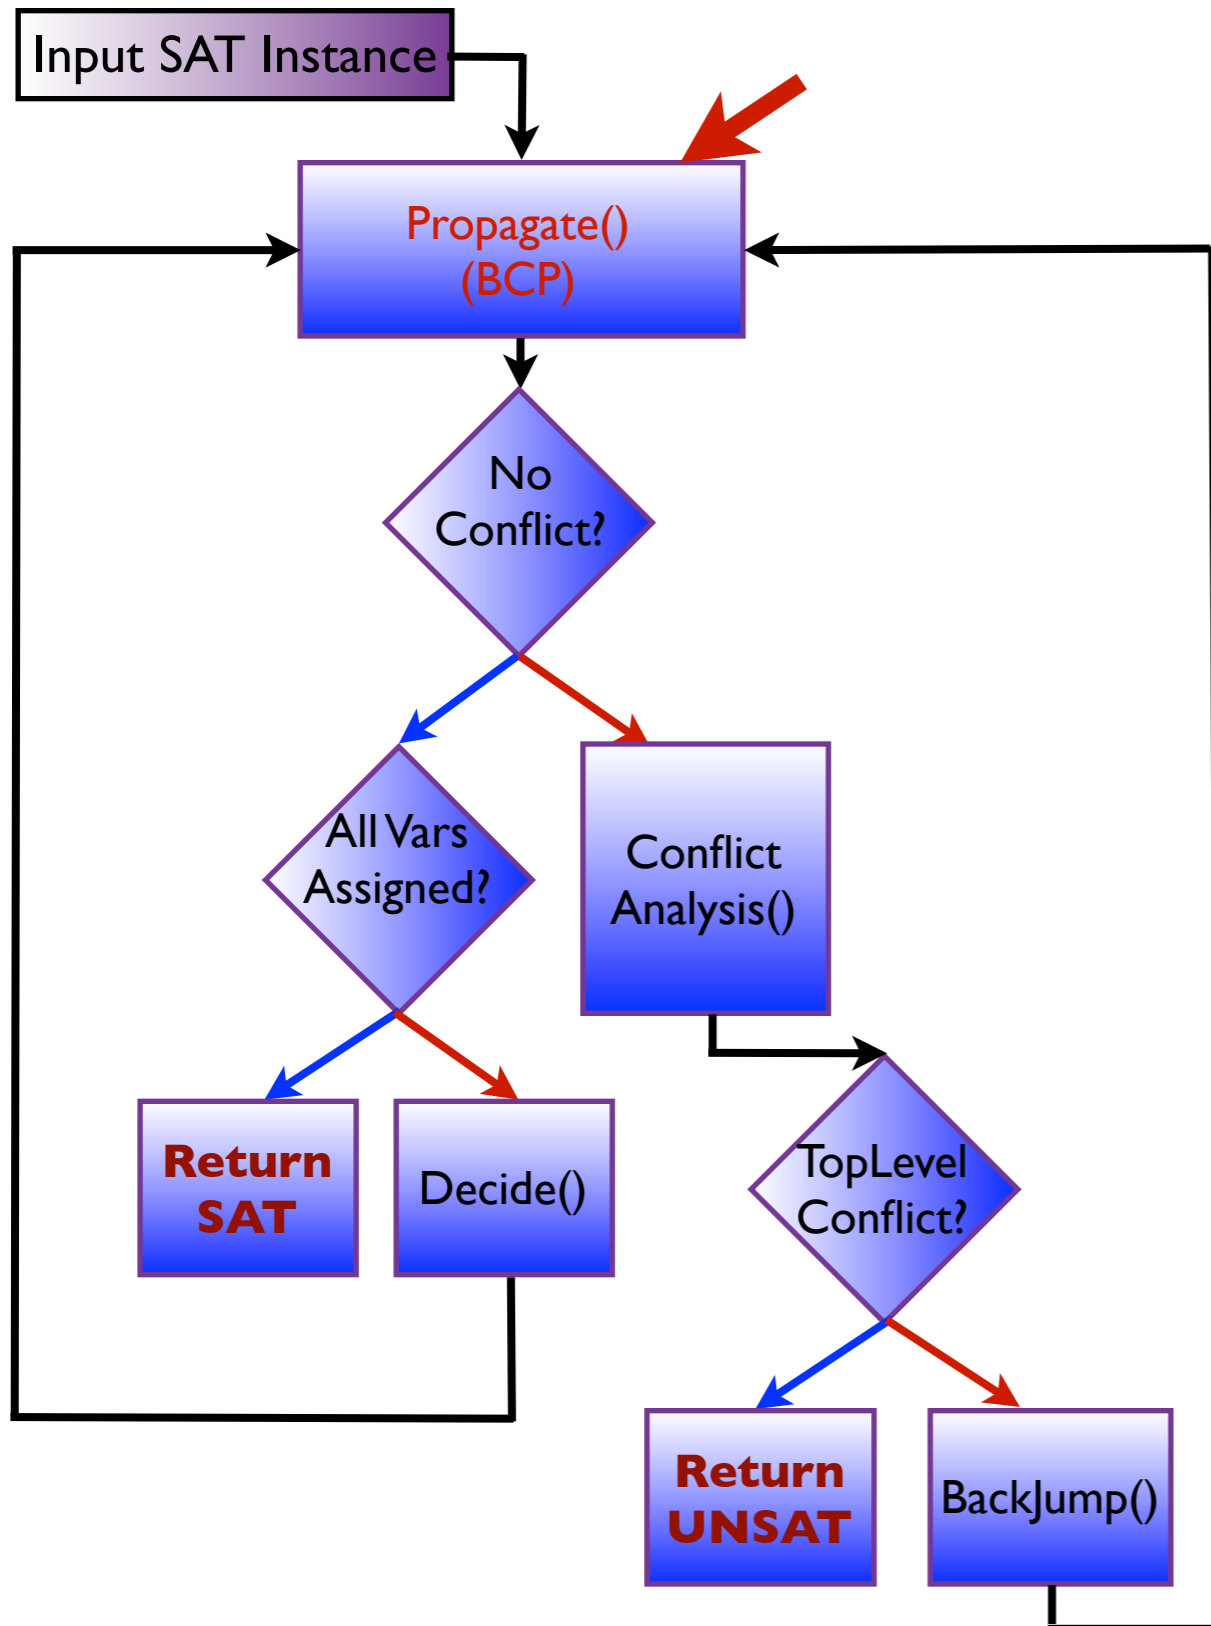 Input SAT Instance
Propagate()
(BCP)
No
Conflict?
All Vars
Assigned?
Conflict
Analysis()
Return
SAT
Decide()
TopLevel
Conflict?
Return
UNSAT
BackJump()